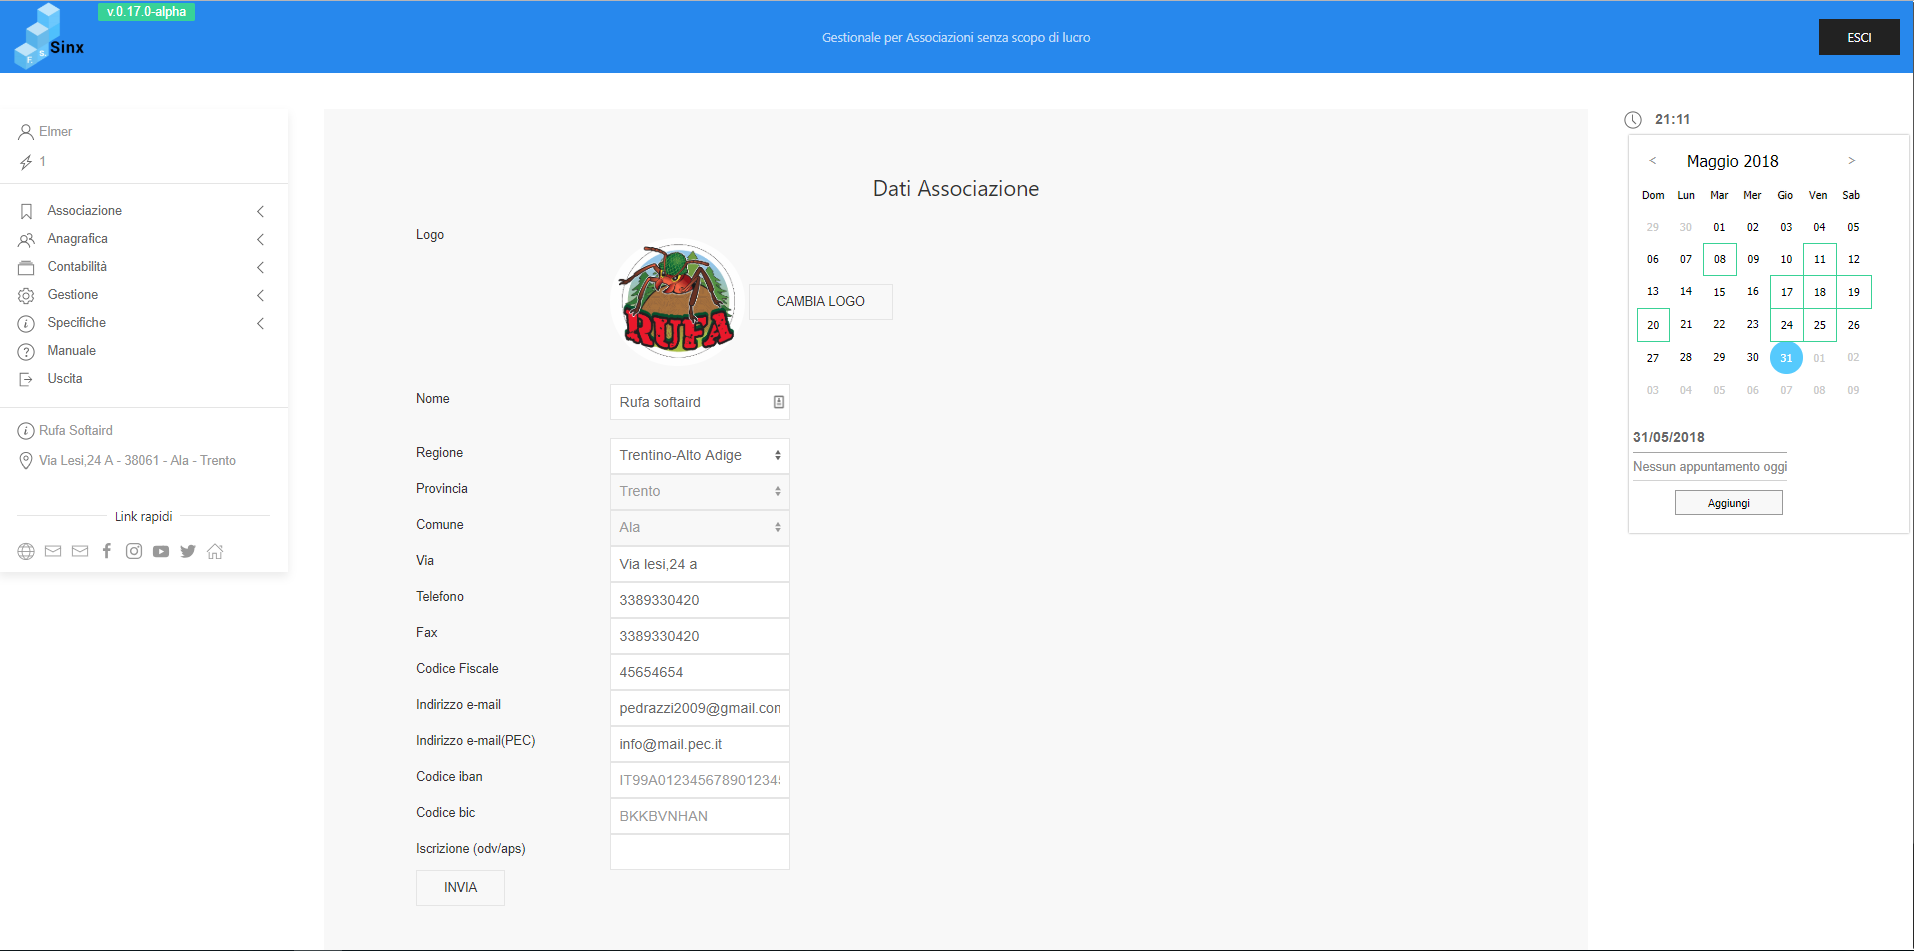 v.0.17.0-alpha
F. S. Sinx
Gestionale per Associazioni senza scopo di lucro
ESCI
Elmer
1
Associazione
Anagrafica
Contabilità
Gestione
Specifiche
Manuale
Uscita
Rufa Softaird
Via Lesi,24 A - 38061 - Ala - Trento
Link rapidi
Dati Associazione
Logo
RUFA
CAMBIA LOGO
Nome Rufa softaird
Regione Trentino-Alto Adige
Provincia Trento
Comune Ala
Via Via lesi,24 a
Telefono 3389330420
Fax 3389330420
Codice Fiscale 45654654
Indirizzo e-mail pedrazzi2009@gmail.com
Indirizzo e-mail(PEC) info@mail.pec.it
Codice iban IT99A012345678901234
Codice bic BKKBVNHAN
Iscrizione (odv/aps)
INVIA
21:11
< Maggio 2018 >
Dom Lun Mar Mer Gio Ven Sab
29 30 01 02 03 04 05
06 07 08 09 10 11 12
13 14 15 16 17 18 19
20 21 22 23 24 25 26
27 28 29 30 31 01 02
03 04 05 06 07 08 09
31/05/2018
Nessun appuntamento oggi
Aggiungi